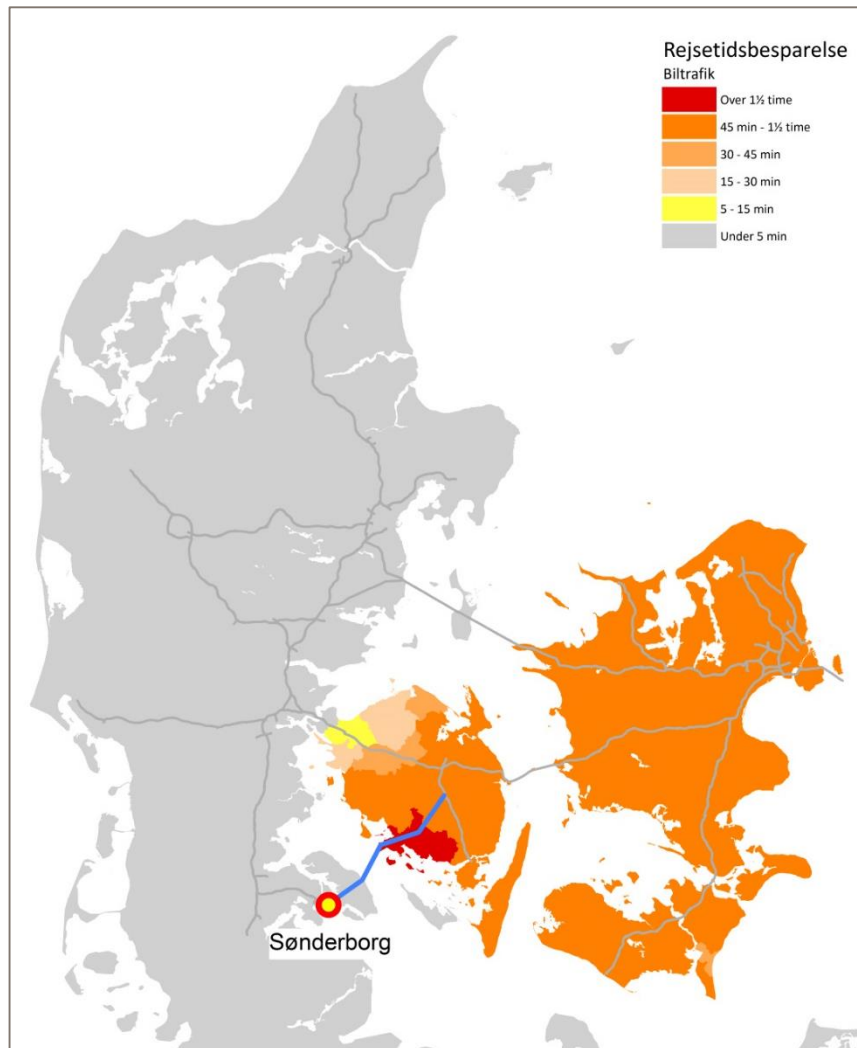 Rejsetidsbesparelse
Biltrafik
Over 1½ time
45 min - 1½ time
30 - 45 min
15 - 30 min
5 - 15 min
Under 5 min
Sønderborg